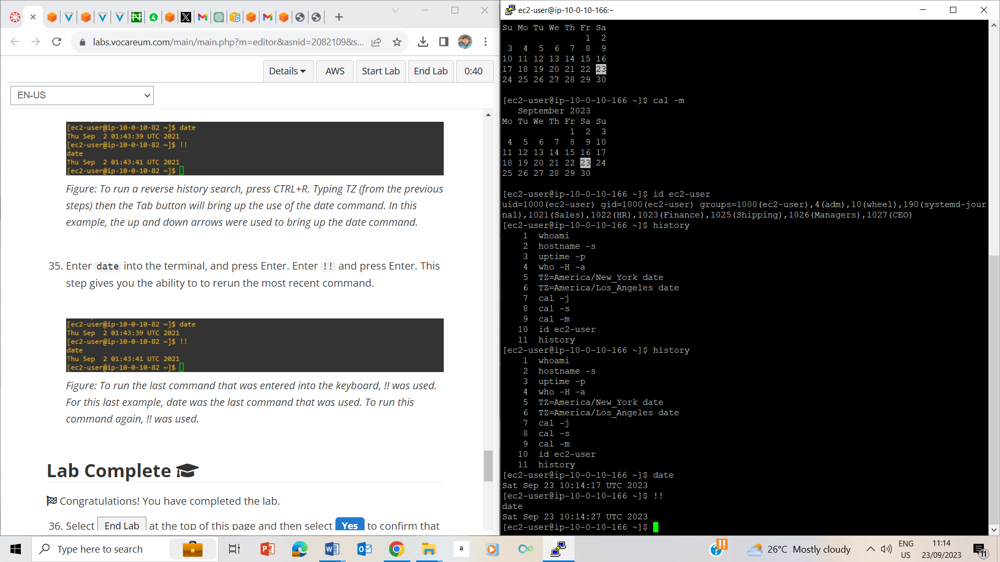 labs.vocareum.com/main/main.php?m=editor&asnid=2082109&s...
Details
AWS
Start Lab
End Lab
0:40
EN-US
[ec2-user@ip-10-0-10-82 ~]$ date
Thu Sep  2 01:43:39 UTC 2021
[ec2-user@ip-10-0-10-82 ~]$ !!
date
Thu Sep  2 01:43:41 UTC 2021
[ec2-user@ip-10-0-10-82 ~]$
Figure: To run a reverse history search, press CTRL+R. Typing TZ (from the previous
steps) then the Tab button will bring up the use of the date command. In this
example, the up and down arrows were used to bring up the date command.
35. Enter date into the terminal, and press Enter. Enter !! and press Enter. This
step gives you the ability to to rerun the most recent command.
[ec2-user@ip-10-0-10-82 ~]$ date
Thu Sep  2 01:43:39 UTC 2021
[ec2-user@ip-10-0-10-82 ~]$ !!
date
Thu Sep  2 01:43:41 UTC 2021
[ec2-user@ip-10-0-10-82 ~]$
Figure: To run the last command that was entered into the keyboard, !! was used.
For this last example, date was the last command that was used. To run this
command again, !! was used.
Lab Complete
Congratulations! You have completed the lab.
36. Select End Lab at the top of this page and then select Yes to confirm that
ec2-user@ip-10-0-10-166:~
Su Mo Tu We Th Fr Sa
                1  2
 3  4  5  6  7  8  9
10 11 12 13 14 15 16
17 18 19 20 21 22 23
24 25 26 27 28 29 30
[ec2-user@ip-10-0-10-166 ~]$ cal -m
   September 2023
Mo Tu We Th Fr Sa Su
             1  2  3
 4  5  6  7  8  9 10
11 12 13 14 15 16 17
18 19 20 21 22 23 24
25 26 27 28 29 30
[ec2-user@ip-10-0-10-166 ~]$ id ec2-user
uid=1000(ec2-user) gid=1000(ec2-user) groups=1000(ec2-user),4(adm),10(wheel),190(systemd-jour
nal),1021(Sales),1022(HR),1023(Finance),1025(Shipping),1026(Managers),1027(CEO)
[ec2-user@ip-10-0-10-166 ~]$ history
    1  whoami
    2  hostname -s
    3  uptime -p
    4  who -H -a
    5  TZ=America/New_York date
    6  TZ=America/Los_Angeles date
    7  cal -j
    8  cal -s
    9  cal -m
   10  id ec2-user
   11  history
[ec2-user@ip-10-0-10-166 ~]$ history
    1  whoami
    2  hostname -s
    3  uptime -p
    4  who -H -a
    5  TZ=America/New_York date
    6  TZ=America/Los_Angeles date
    7  cal -j
    8  cal -s
    9  cal -m
   10  id ec2-user
   11  history
[ec2-user@ip-10-0-10-166 ~]$ date
Sat Sep 23 10:14:17 UTC 2023
[ec2-user@ip-10-0-10-166 ~]$ !!
date
Sat Sep 23 10:14:27 UTC 2023
[ec2-user@ip-10-0-10-166 ~]$
Type here to search
a
26°C Mostly cloudy
ENG
US
11:14
23/09/2023
11